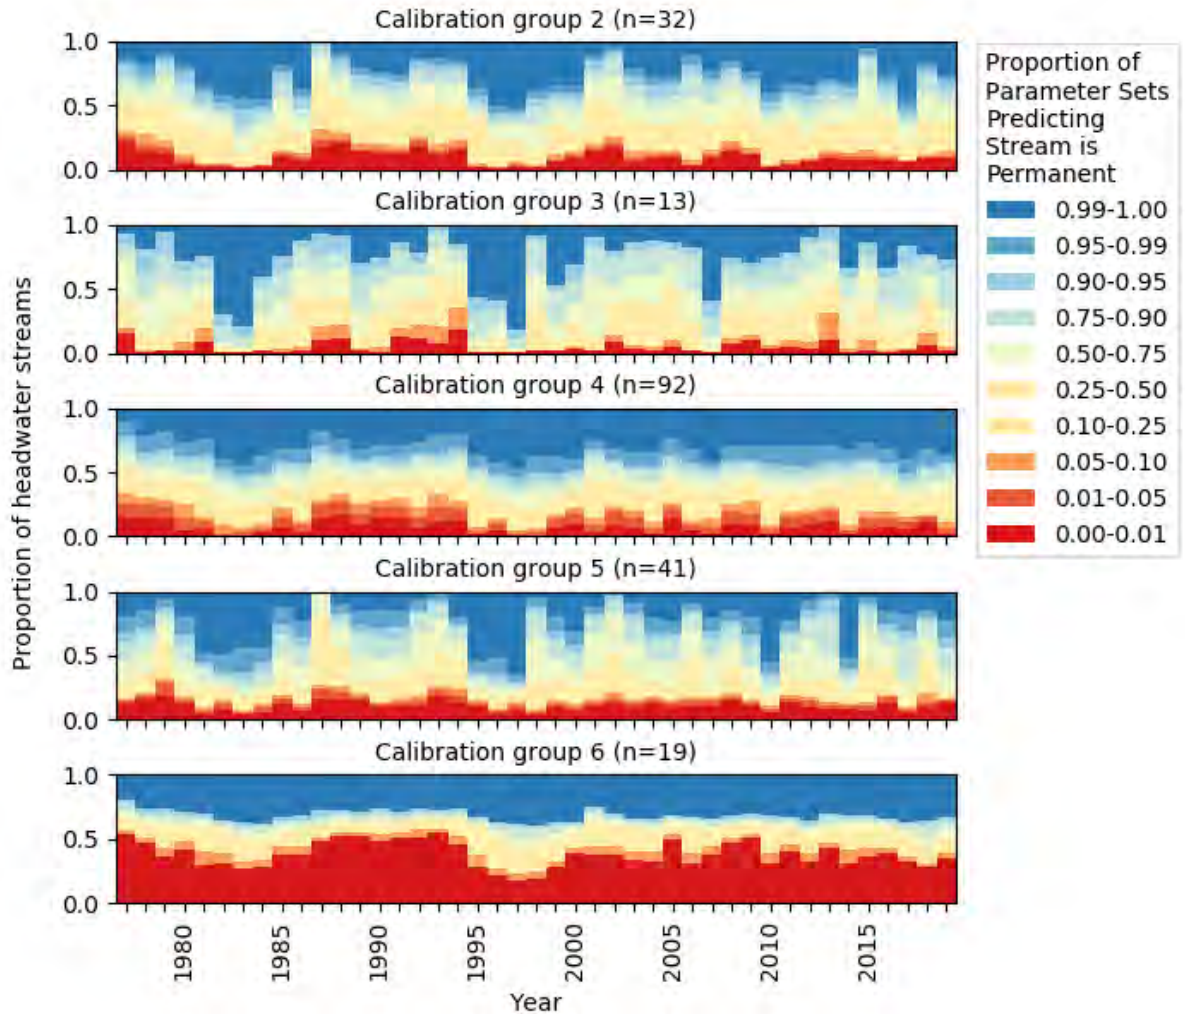 Calibration group 2 (n=32)
1.0
0.5
0.0
Calibration group 3 (n=13)
1.0
0.5
0.0
Calibration group 4 (n=92)
1.0
0.5
0.0
Calibration group 5 (n=41)
1.0
0.5
0.0
Calibration group 6 (n=19)
1.0
0.5
0.0
Proportion of headwater streams
1980
1985
1990
1995
2000
2005
2010
2015
Year
Proportion of
Parameter Sets
Predicting
Stream is
Permanent
0.99-1.00
0.95-0.99
0.90-0.95
0.75-0.90
0.50-0.75
0.25-0.50
0.10-0.25
0.05-0.10
0.01-0.05
0.00-0.01